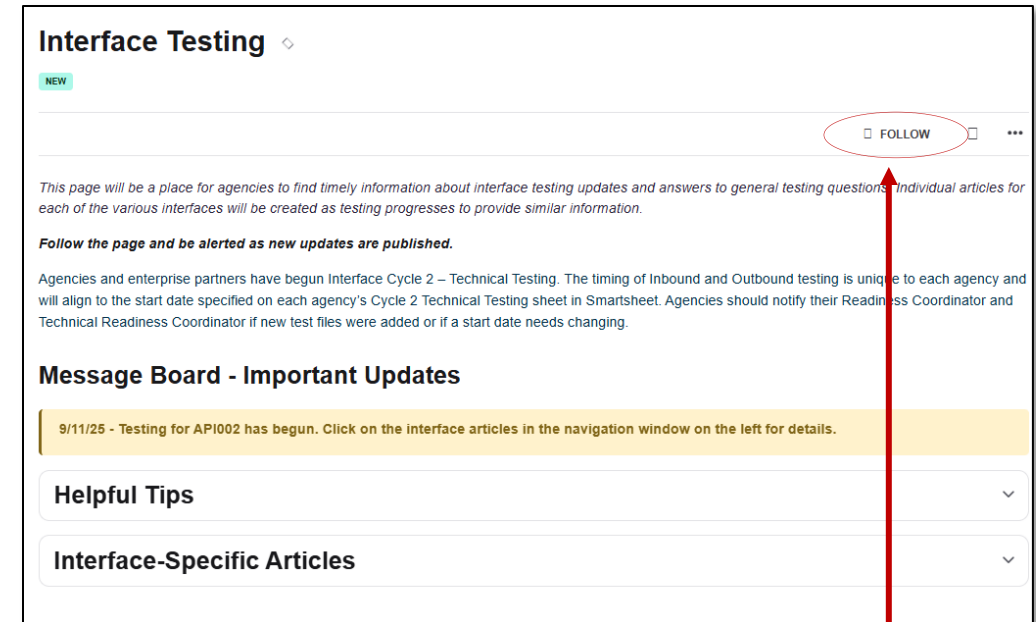 Interface Testing
NEW
FOLLOW
This page will be a place for agencies to find timely information about interface testing updates and answers to general testing questions. Individual articles for
each of the various interfaces will be created as testing progresses to provide similar information.
Follow the page and be alerted as new updates are published.
Agencies and enterprise partners have begun Interface Cycle 2 – Technical Testing. The timing of Inbound and Outbound testing is unique to each agency and
will align to the start date specified on each agency's Cycle 2 Technical Testing sheet in Smartsheet. Agencies should notify their Readiness Coordinator and
Technical Readiness Coordinator if new test files were added or if a start date needs changing.
Message Board - Important Updates
9/11/25 - Testing for API002 has begun. Click on the interface articles in the navigation window on the left for details.
Helpful Tips
Interface-Specific Articles